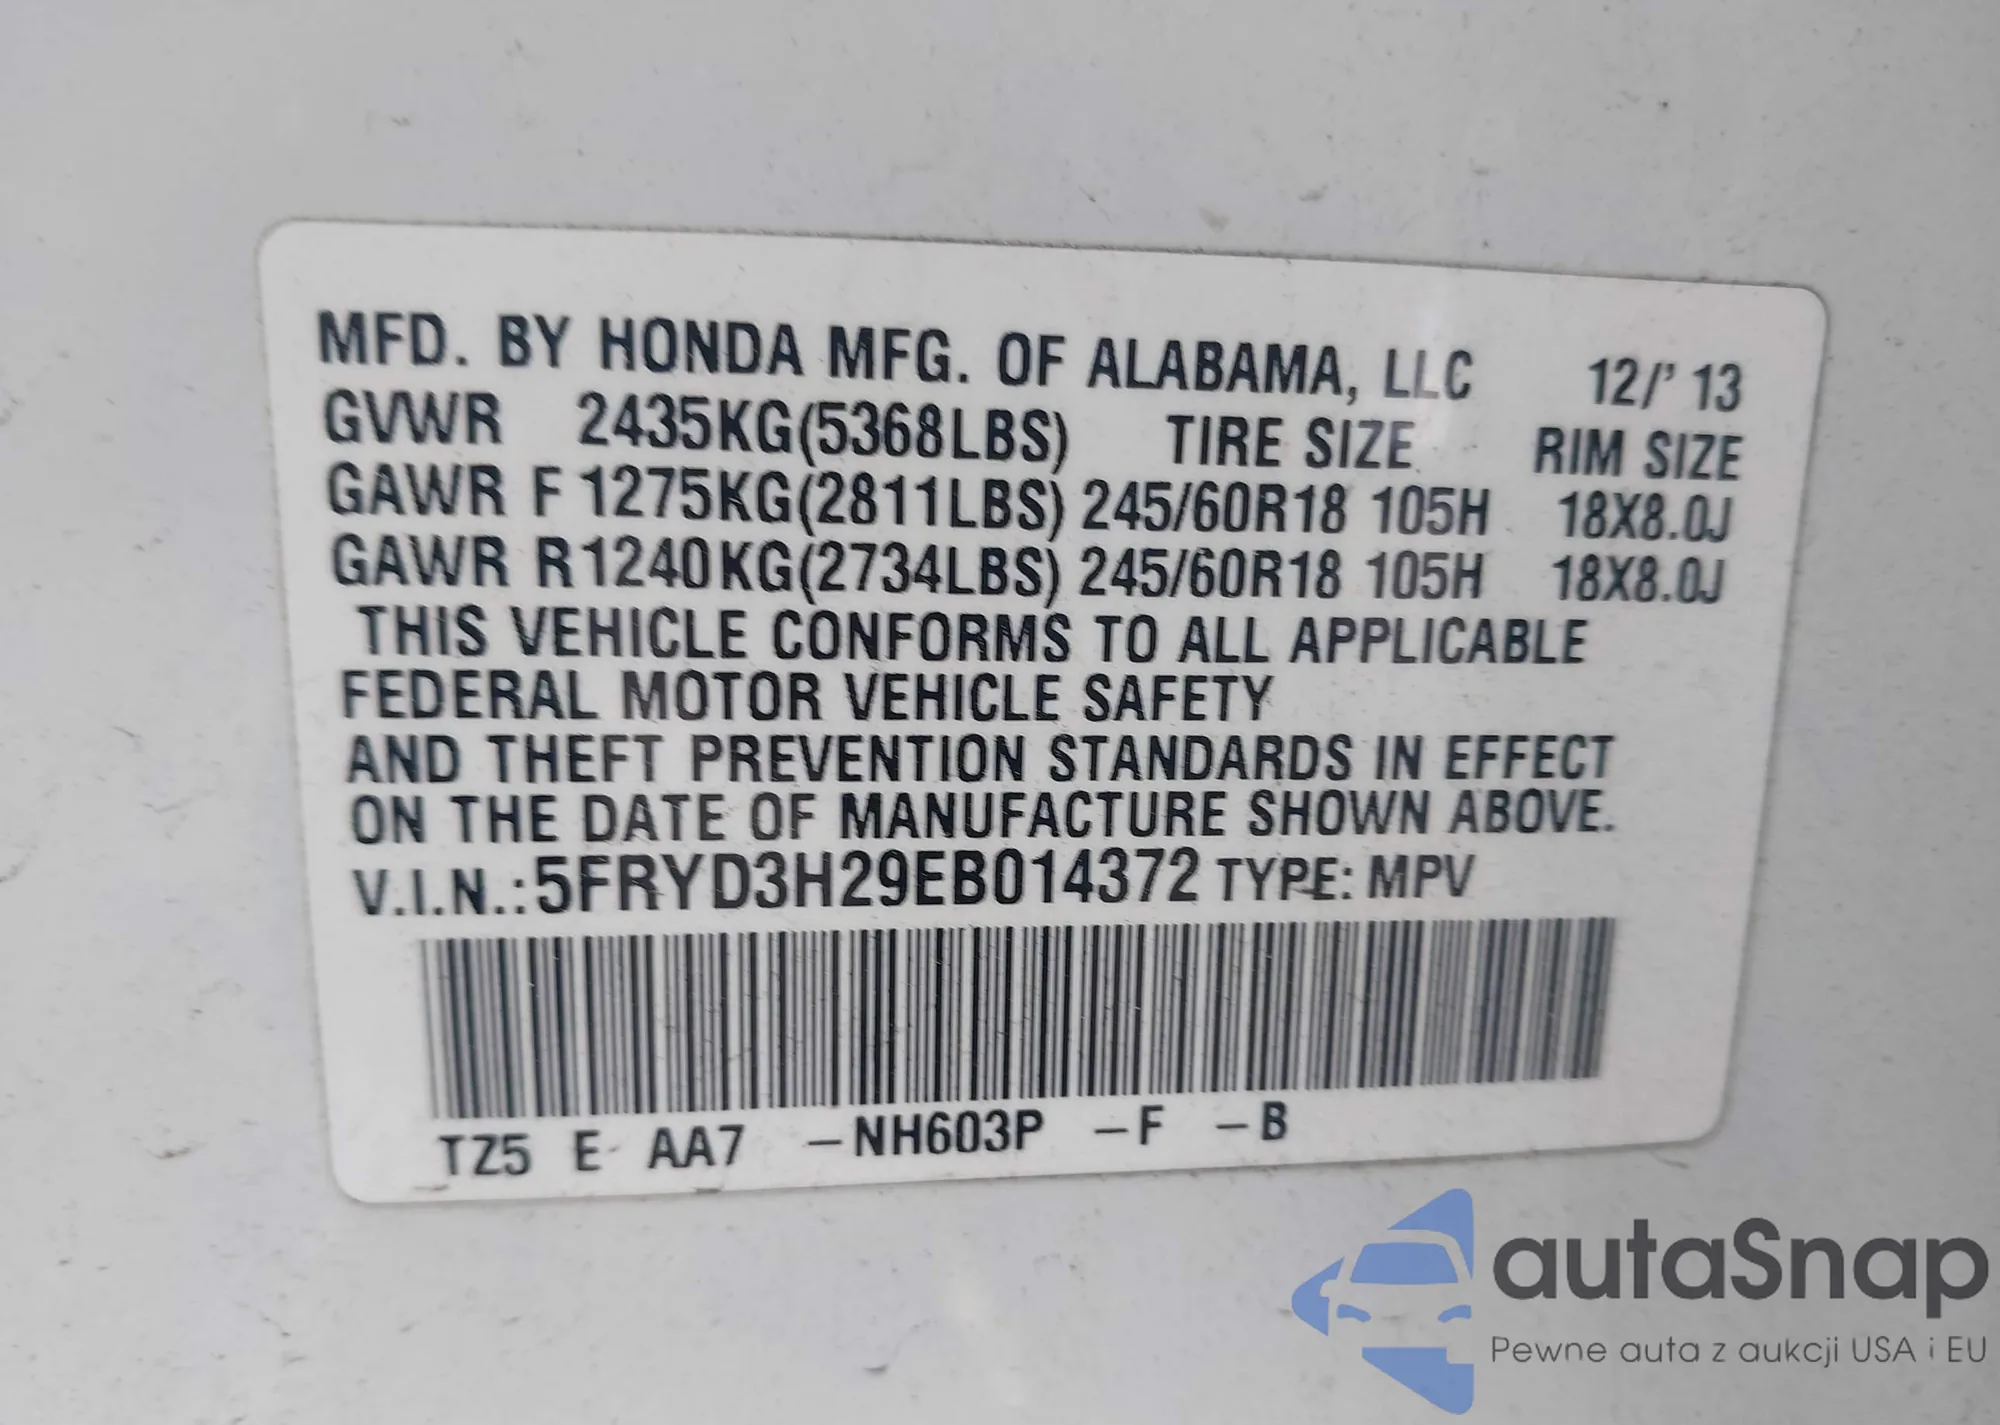 MFD. BY HONDA MFG. OF ALABAMA, LLC 12/' 13
GVWR 2435KG(5368LBS) TIRE SIZE RIM SIZE
GAWR F 1275KG(2811LBS) 245/60R18 105H 18X8.0J
GAWR R 1240KG(2734LBS) 245/60R18 105H 18X8.0J
THIS VEHICLE CONFORMS TO ALL APPLICABLE
FEDERAL MOTOR VEHICLE SAFETY
AND THEFT PREVENTION STANDARDS IN EFFECT
ON THE DATE OF MANUFACTURE SHOWN ABOVE.
V.I.N.:5FRYD3H29EB014372 TYPE: MPV
TZ5 E- AA7 -NH603P -F -B
autaSnap
Pewne auta z aukcji USA i EU